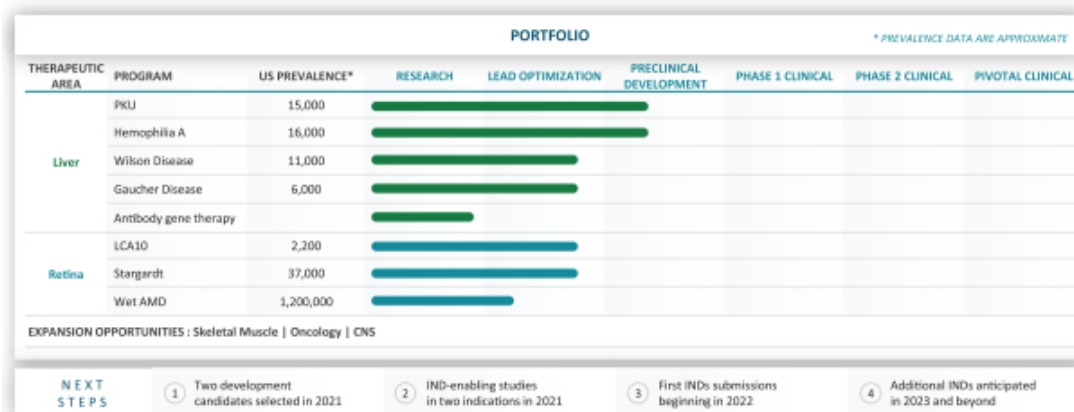 PORTFOLIO
* PREVALENCE DATA ARE APPROXIMATE
THERAPEUTIC AREA PROGRAM US PREVALENCE* RESEARCH LEAD OPTIMIZATION PRECLINICAL DEVELOPMENT PHASE 1 CLINICAL PHASE 2 CLINICAL PIVOTAL CLINICAL
PKU 15,000
Hemophilia A 16,000
Liver Wilson Disease 11,000
Gaucher Disease 6,000
Antibody gene therapy
LCA10 2,200
Retina Stargardt 37,000
Wet AMD 1,200,000
EXPANSION OPPORTUNITIES : Skeletal Muscle | Oncology | CNS
NEXT STEPS
1 Two development
candidates selected in 2021
2 IND-enabling studies
in two indications in 2021
3 First INDs submissions
beginning in 2022
4 Additional INDs anticipated
in 2023 and beyond